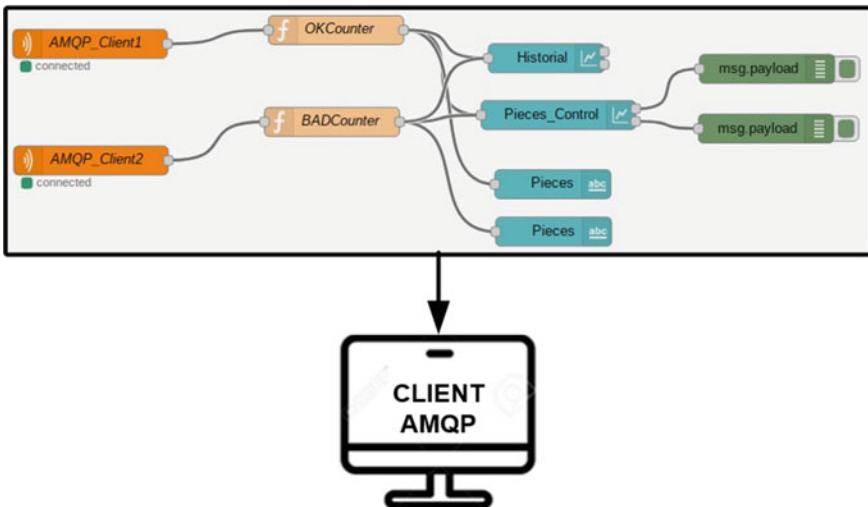 OKCounter
AMQP_Client1
connected
Historial
msg.payload
Pieces_Control
BADCounter
msg.payload
AMQP_Client2
connected
Pieces
abc
Pieces
abc
CLIENT
AMQP